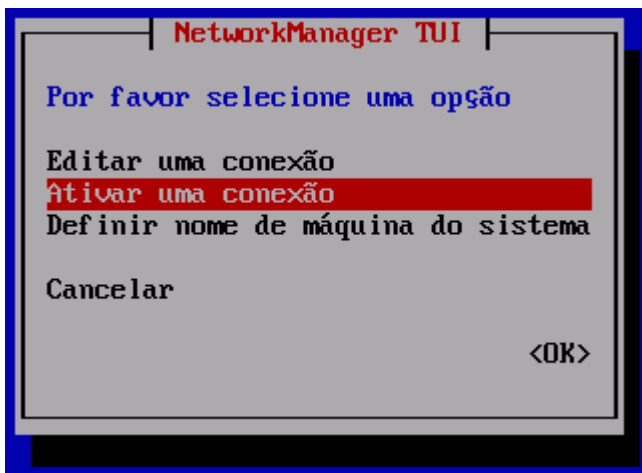 NetworkManager TUI
Por favor selecione uma opção
Editar uma conexão
Ativar uma conexão
Definir nome de máquina do sistema
Cancelar
<OK>